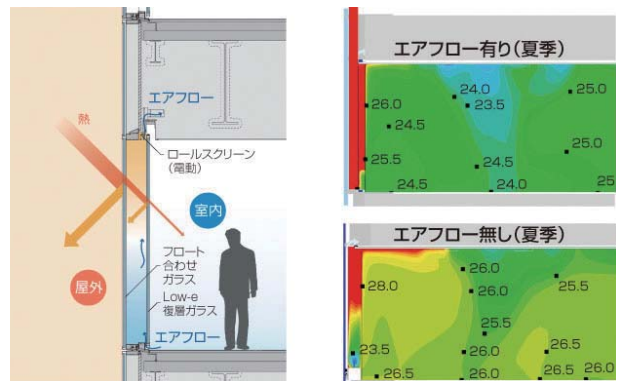 エアフロー
熱
ロールスクリーン
(電動)
室内
フロート
合わせ
ガラス
屋外
Low-e
複層ガラス
エアフロー
エアフロー有り(夏季)
24.0
25.0
26.0
23.5
24.5
25.0
25.5
24.5
24.5
24.0
25
エアフロー無し(夏季)
26.0
28.0
26.0
25.5
25.5
23.5
26.0
26.5
26.5
26.0
26.5
26.0